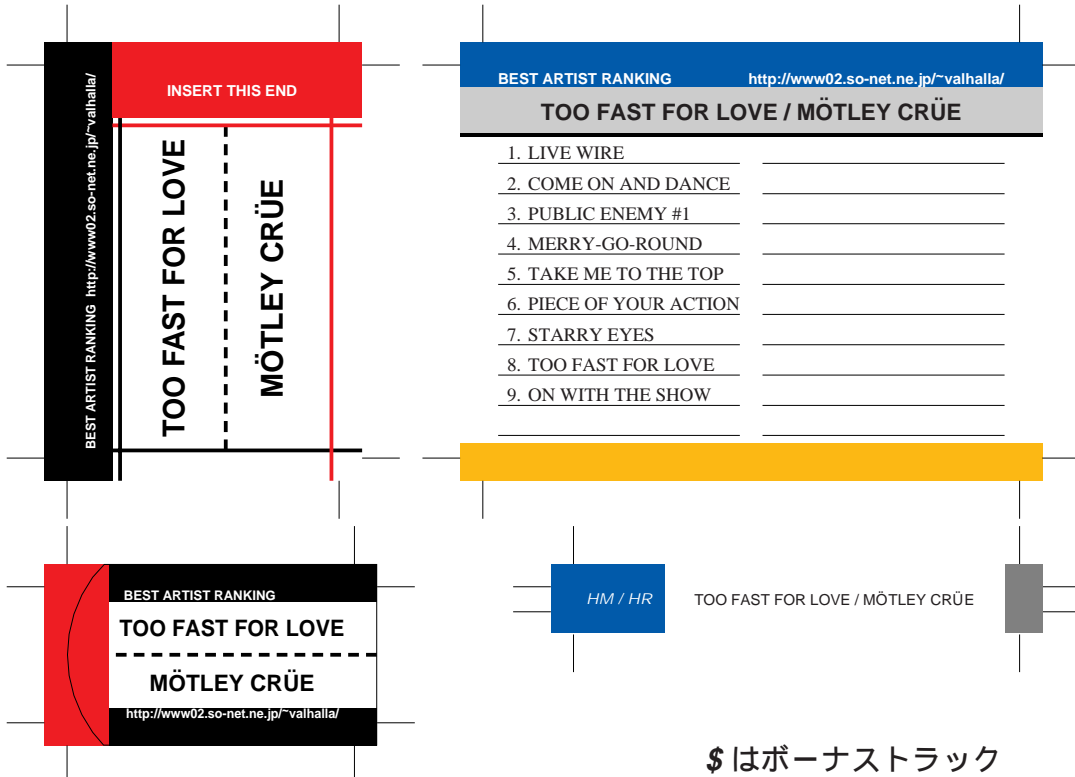 BEST ARTIST RANKING http://www02.so-net.ne.jp/~valhalla/
INSERT THIS END
TOO FAST FOR LOVE
MÖTLEY CRÜE
BEST ARTIST RANKING http://www02.so-net.ne.jp/~valhalla/
TOO FAST FOR LOVE / MÖTLEY CRÜE
1. LIVE WIRE
2. COME ON AND DANCE
3. PUBLIC ENEMY #1
4. MERRY-GO-ROUND
5. TAKE ME TO THE TOP
6. PIECE OF YOUR ACTION
7. STARRY EYES
8. TOO FAST FOR LOVE
9. ON WITH THE SHOW
BEST ARTIST RANKING
TOO FAST FOR LOVE
MÖTLEY CRÜE
http://www02.so-net.ne.jp/~valhalla/
HM / HR
TOO FAST FOR LOVE / MÖTLEY CRÜE
$ はボーナストラック